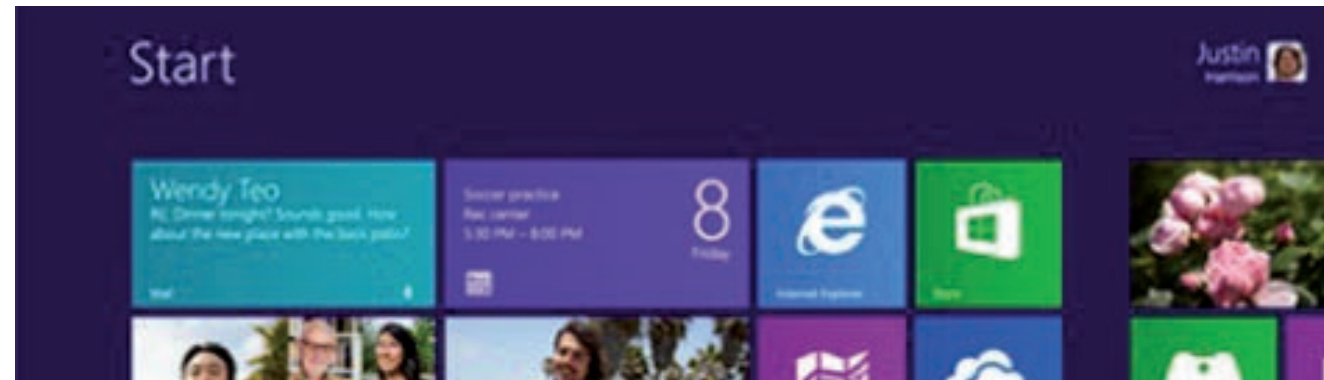 Start
Justin
Harrison
Wendy Teo
RE: Dinner tonight? Sounds good. How
about the new place with the back patio?
Mail
Soccer practice
Rec center
5:30 PM – 8:00 PM
8
Friday
Internet Explorer
Store